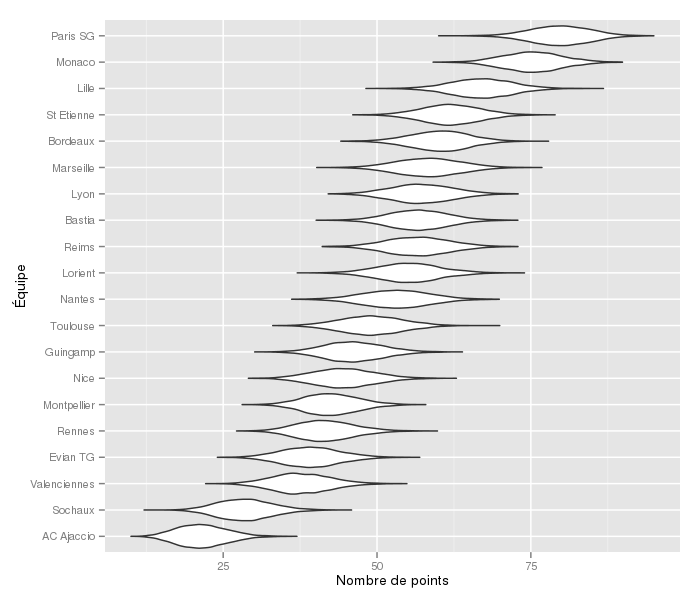 Paris SG
Monaco
Lille
St Etienne
Bordeaux
Marseille
Lyon
Bastia
Reims
Lorient
Nantes
Toulouse
Guingamp
Nice
Montpellier
Rennes
Evian TG
Valenciennes
Sochaux
AC Ajaccio
Équipe
25 50 75
Nombre de points